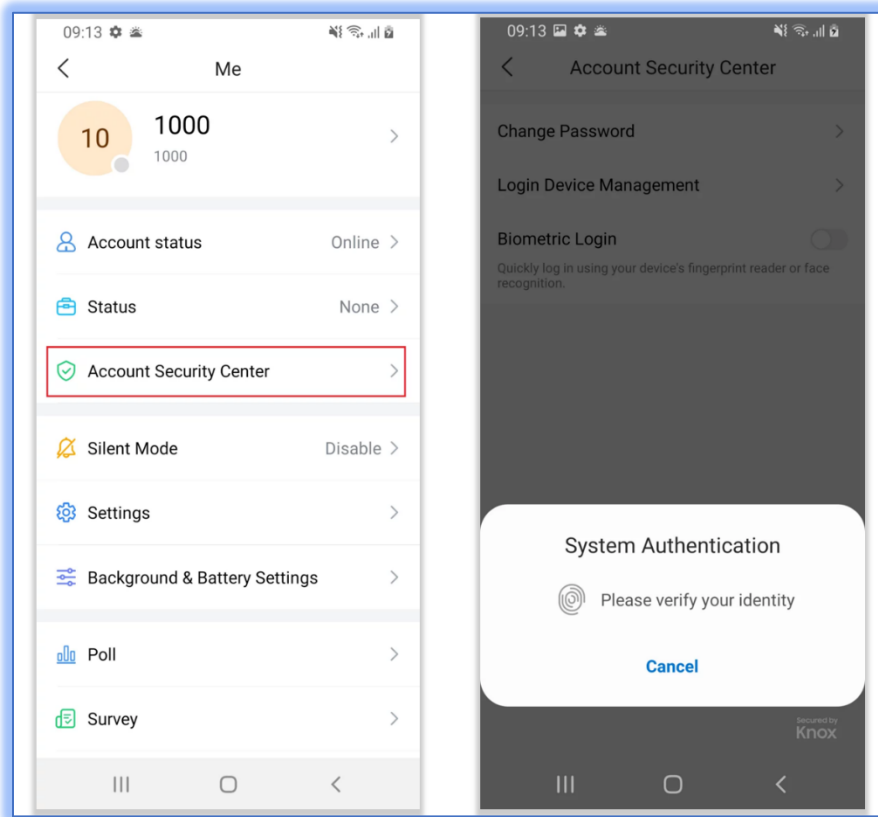 09:13
Me
10
1000
1000
Account status Online
Status None
Account Security Center
Silent Mode Disable
Settings
Background & Battery Settings
Poll
Survey
09:13
Account Security Center
Change Password
Login Device Management
Biometric Login
Quickly log in using your device's fingerprint reader or face
recognition.
System Authentication
Please verify your identity
Cancel
Secured by
Knox